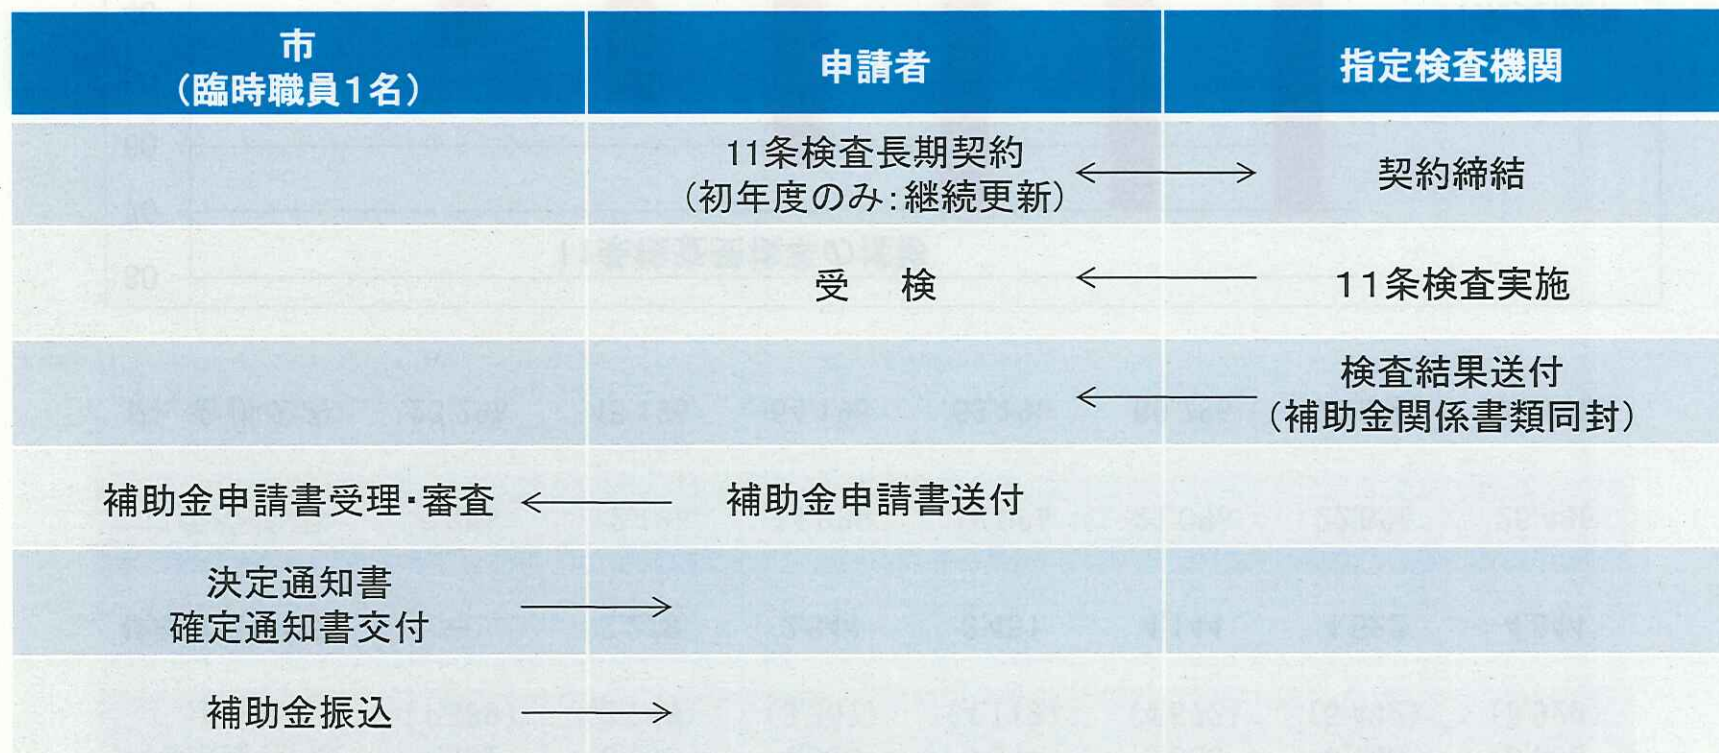 市
（臨時職員１名）
申請者
指定検査機関
11条検査長期契約
（初年度のみ：継続更新）
契約締結
受　検
１１条検査実施
検査結果送付
（補助金関係書類同封）
補助金申請書受理・審査
補助金申請書送付
決定通知書
確定通知書交付
補助金振込